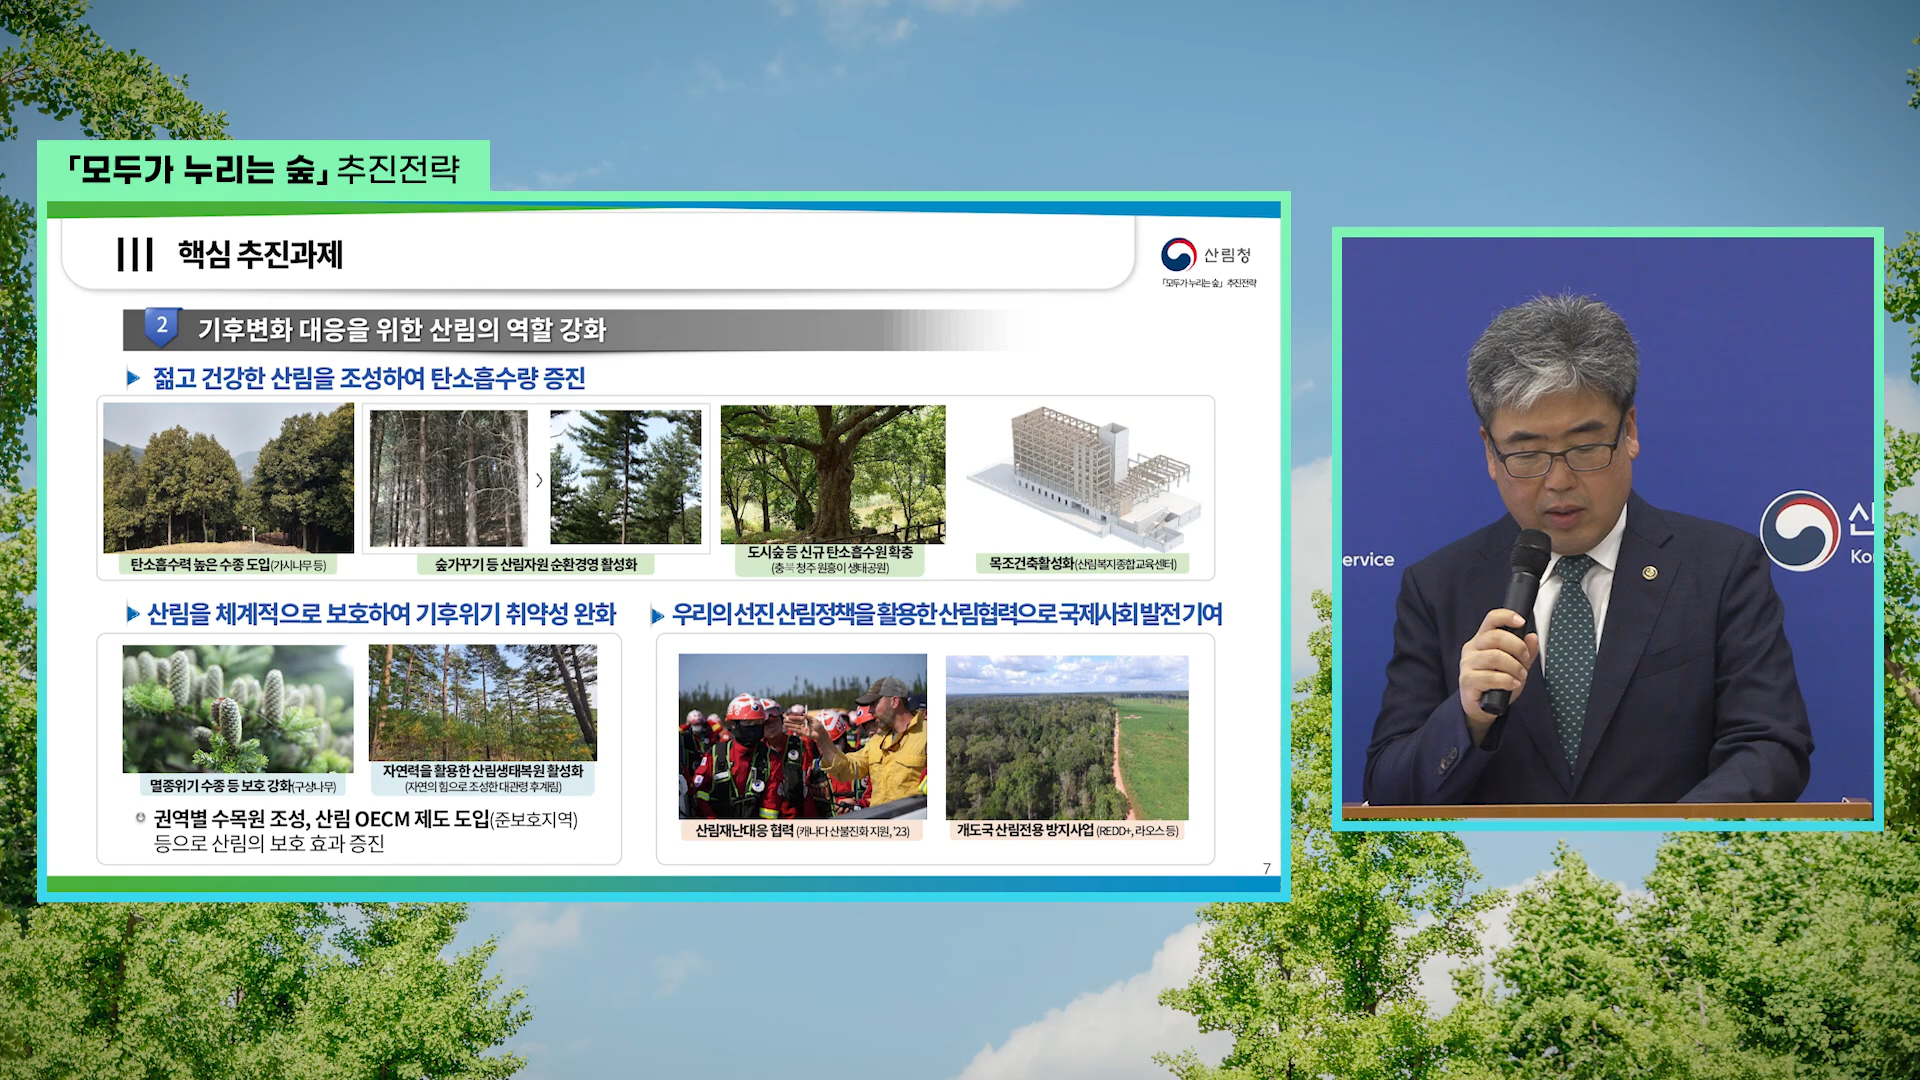 「모두가 누리는 숲」 추진전략
III 핵심 추진과제
산림청
「모두가 누리는 숲」 추진전략
2 기후변화 대응을 위한 산림의 역할 강화
젊고 건강한 산림을 조성하여 탄소흡수량 증진
탄소흡수력 높은 수종 도입(가시나무 등)
숲가꾸기 등 산림자원 순환경영 활성화
도시숲 등 신규 탄소흡수원 확충
(충북 청주 원흥이 생태공원)
목조건축활성화(산림복지종합교육센터)
산림을 체계적으로 보호하여 기후위기 취약성 완화
멸종위기 수종 등 보호 강화(구상나무)
자연력을 활용한 산림생태복원 활성화
(자연의 힘으로 조성한 대관령 후계림)
권역별 수목원 조성, 산림 OECM 제도 도입(준보호지역)
등으로 산림의 보호 효과 증진
우리의 선진 산림정책을 활용한 산림협력으로 국제사회 발전 기여
산림재난대응 협력 (캐나다 산불진화 지원, '23)
개도국 산림전용 방지사업 (REDD+, 라오스 등)
7
ervice
산
Ko